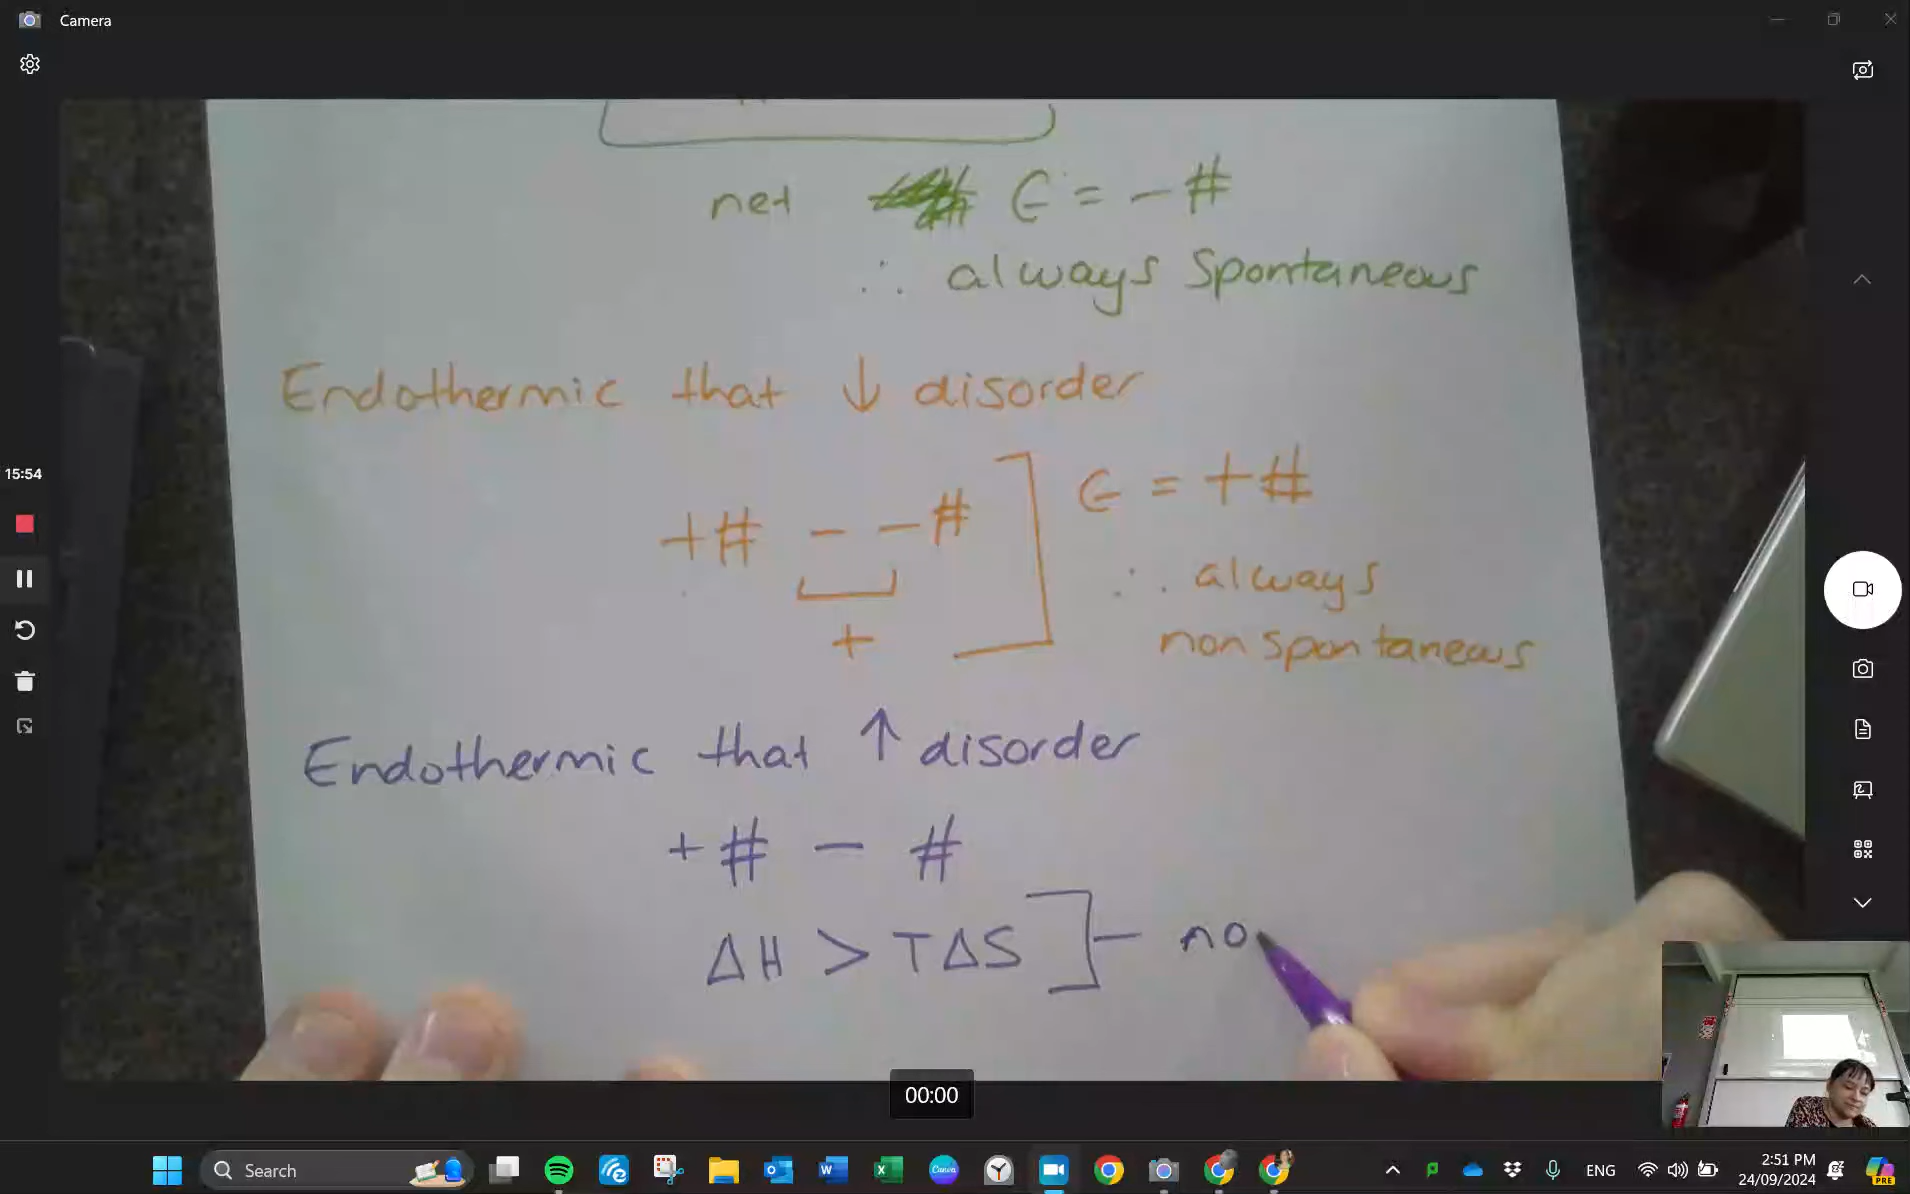 Camera
net G = - #
∴ always Spontaneous
Endothermic that ↓ disorder
+# - -# G = +#
+
∴ always
non spontaneous
15:54
Endothermic that ↑ disorder
+ # - #
ΔH > TΔS - no
00:00
Search
ENG
2:51 PM
24/09/2024
PRE